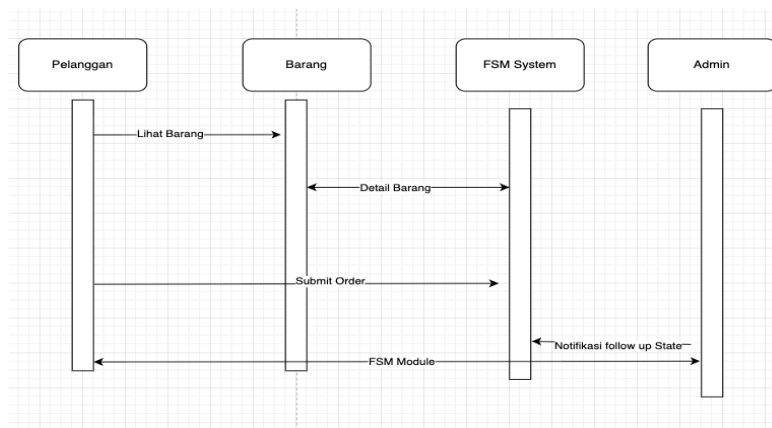 Pelanggan
Barang
FSM System
Admin
Lihat Barang
Detail Barang
Submit Order
Notifikasi follow up State
FSM Module